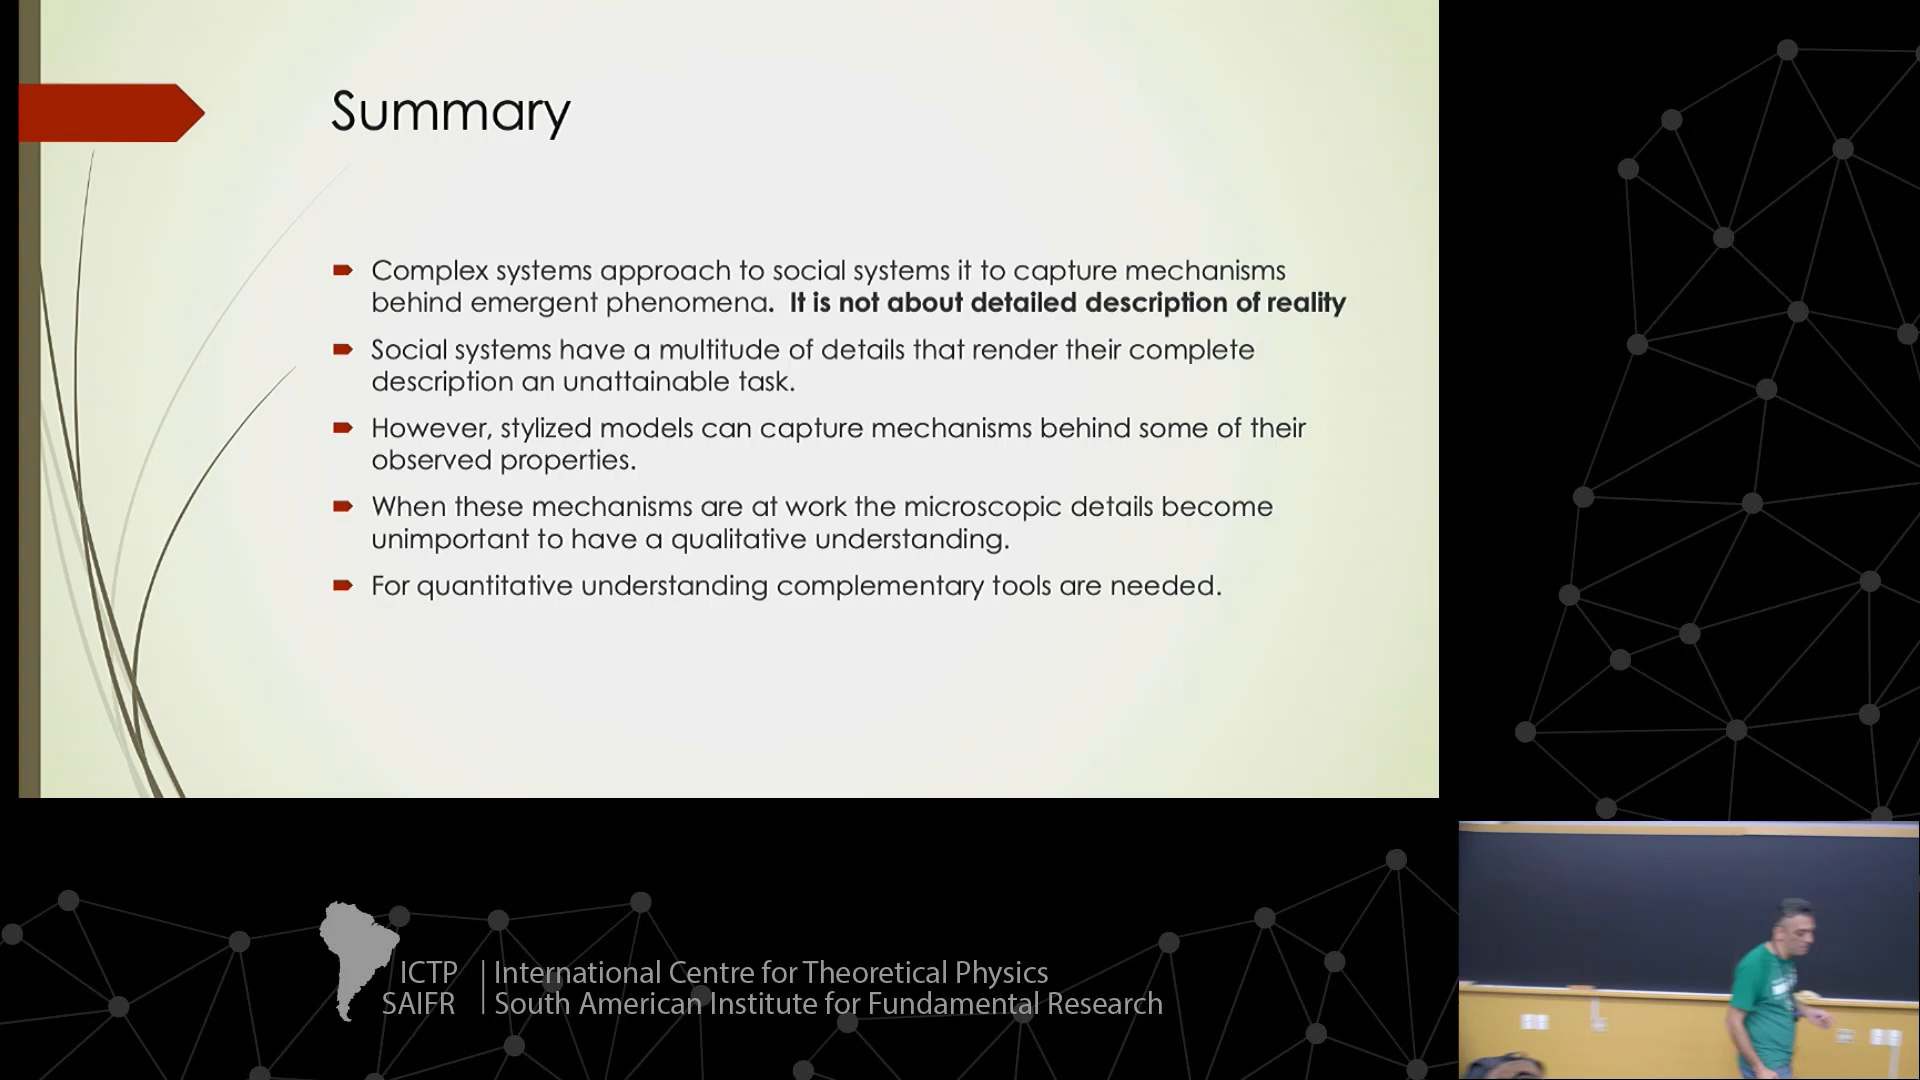 Summary
Complex systems approach to social systems it to capture mechanisms
behind emergent phenomena.  It is not about detailed description of reality
Social systems have a multitude of details that render their complete
description an unattainable task.
However, stylized models can capture mechanisms behind some of their
observed properties.
When these mechanisms are at work the microscopic details become
unimportant to have a qualitative understanding.
For quantitative understanding complementary tools are needed.
ICTP | International Centre for Theoretical Physics
SAIFR | South American Institute for Fundamental Research